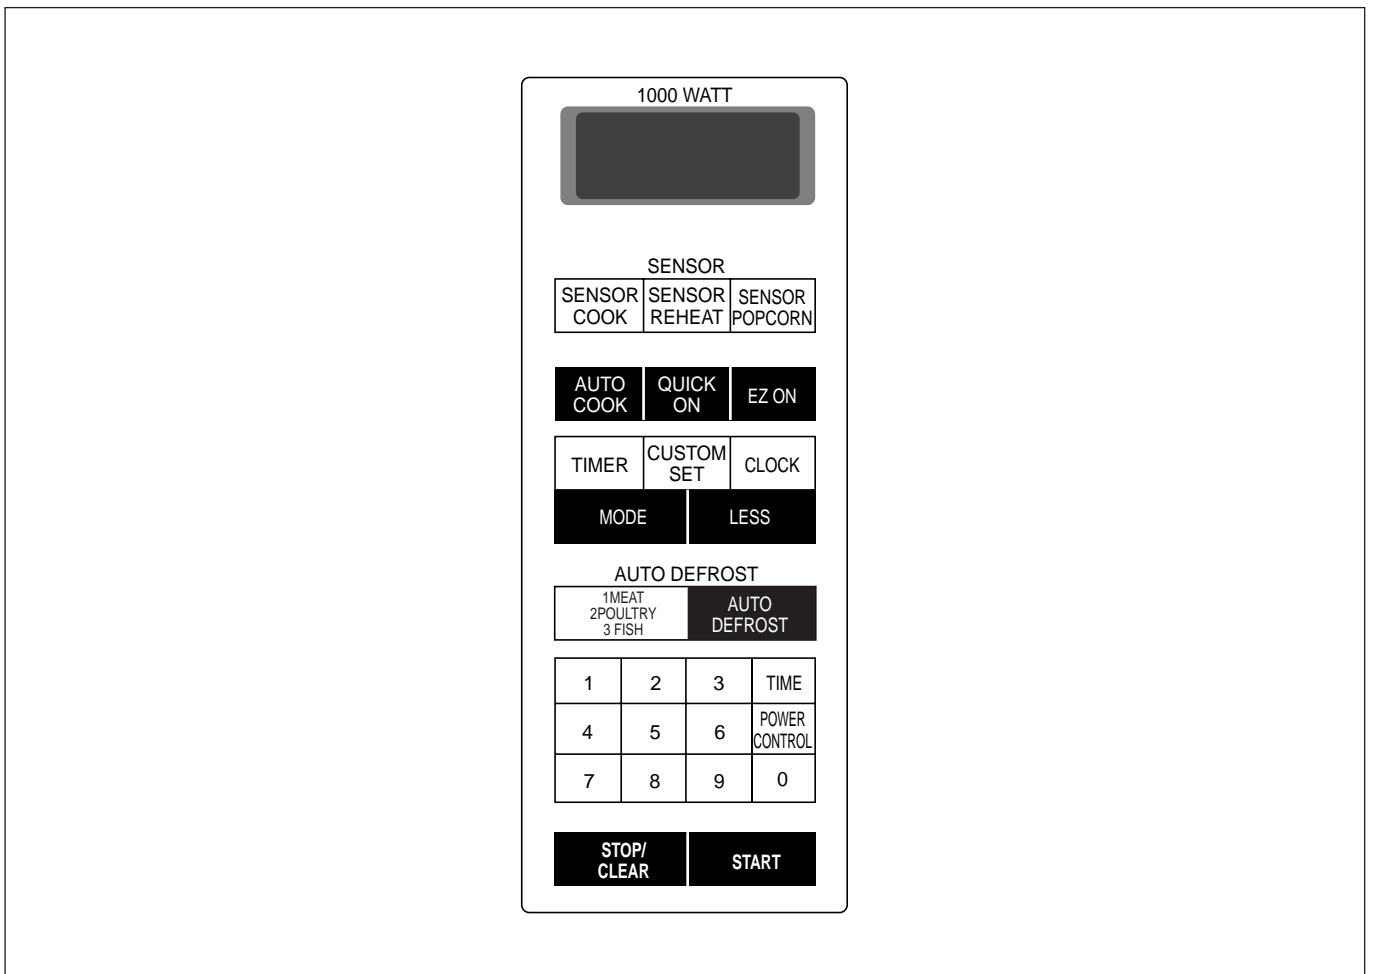 1000 WATT
SENSOR
SENSOR SENSOR SENSOR
COOK REHEAT POPCORN
AUTO QUICK EZ ON
COOK ON
TIMER CUSTOM CLOCK
SET
MODE LESS
AUTO DEFROST
1MEAT
2POULTRY
3 FISH
AUTO
DEFROST
1 2 3 TIME
4 5 6 POWER
CONTROL
7 8 9 0
STOP/
CLEAR
START